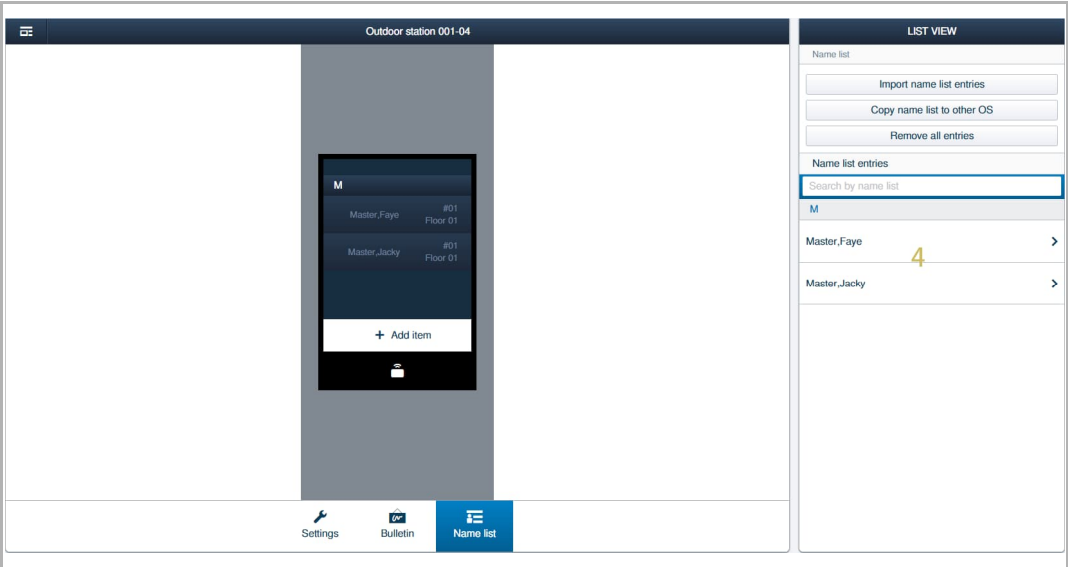 Outdoor station 001-04
M
Master,Faye
#01
Floor 01
Master,Jacky
#01
Floor 01
+ Add item
Settings
Bulletin
Name list
LIST VIEW
Name list
Import name list entries
Copy name list to other OS
Remove all entries
Name list entries
Search by name list
M
Master,Faye
4
Master,Jacky